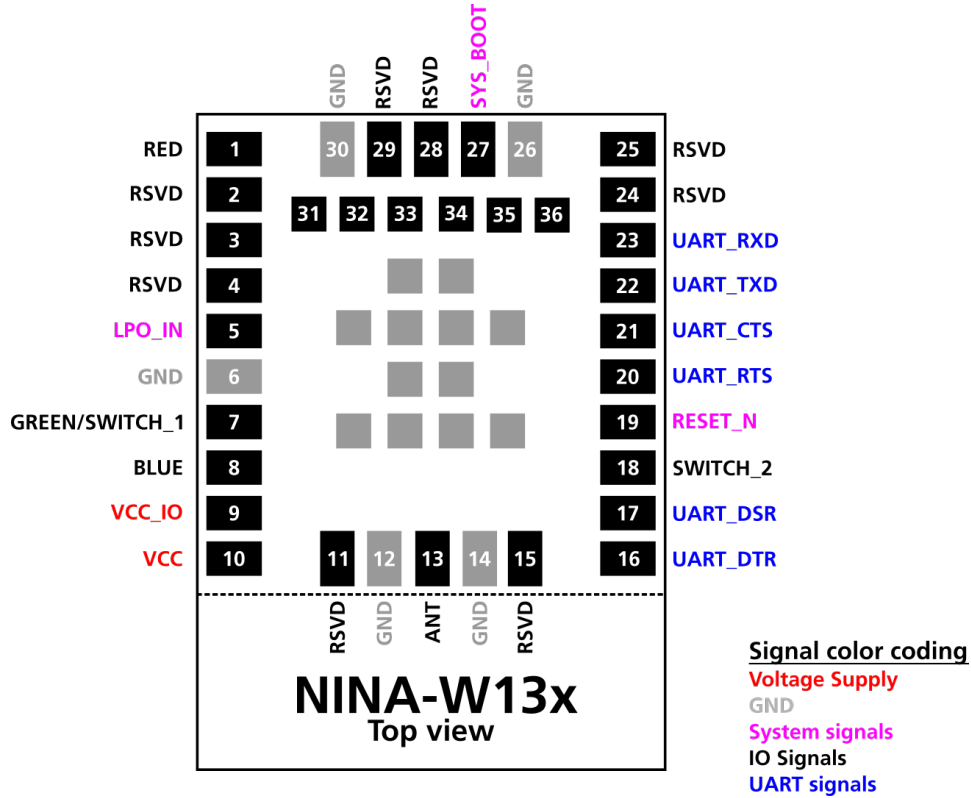 GND RSVD RSVD SYS_BOOT GND
RED 1 30 29 28 27 26 25 RSVD
RSVD 2 24 RSVD
31 32 33 34 35 36
RSVD 3 23 UART_RXD
RSVD 4 22 UART_TXD
LPO_IN 5 21 UART_CTS
GND 6 20 UART_RTS
GREEN/SWITCH_1 7 19 RESET_N
BLUE 8 18 SWITCH_2
VCC_IO 9 17 UART_DSR
VCC 10 11 12 13 14 15 16 UART_DTR
RSVD GND ANT GND RSVD
NINA-W13x
Top view
Signal color coding
Voltage Supply
GND
System signals
IO Signals
UART signals